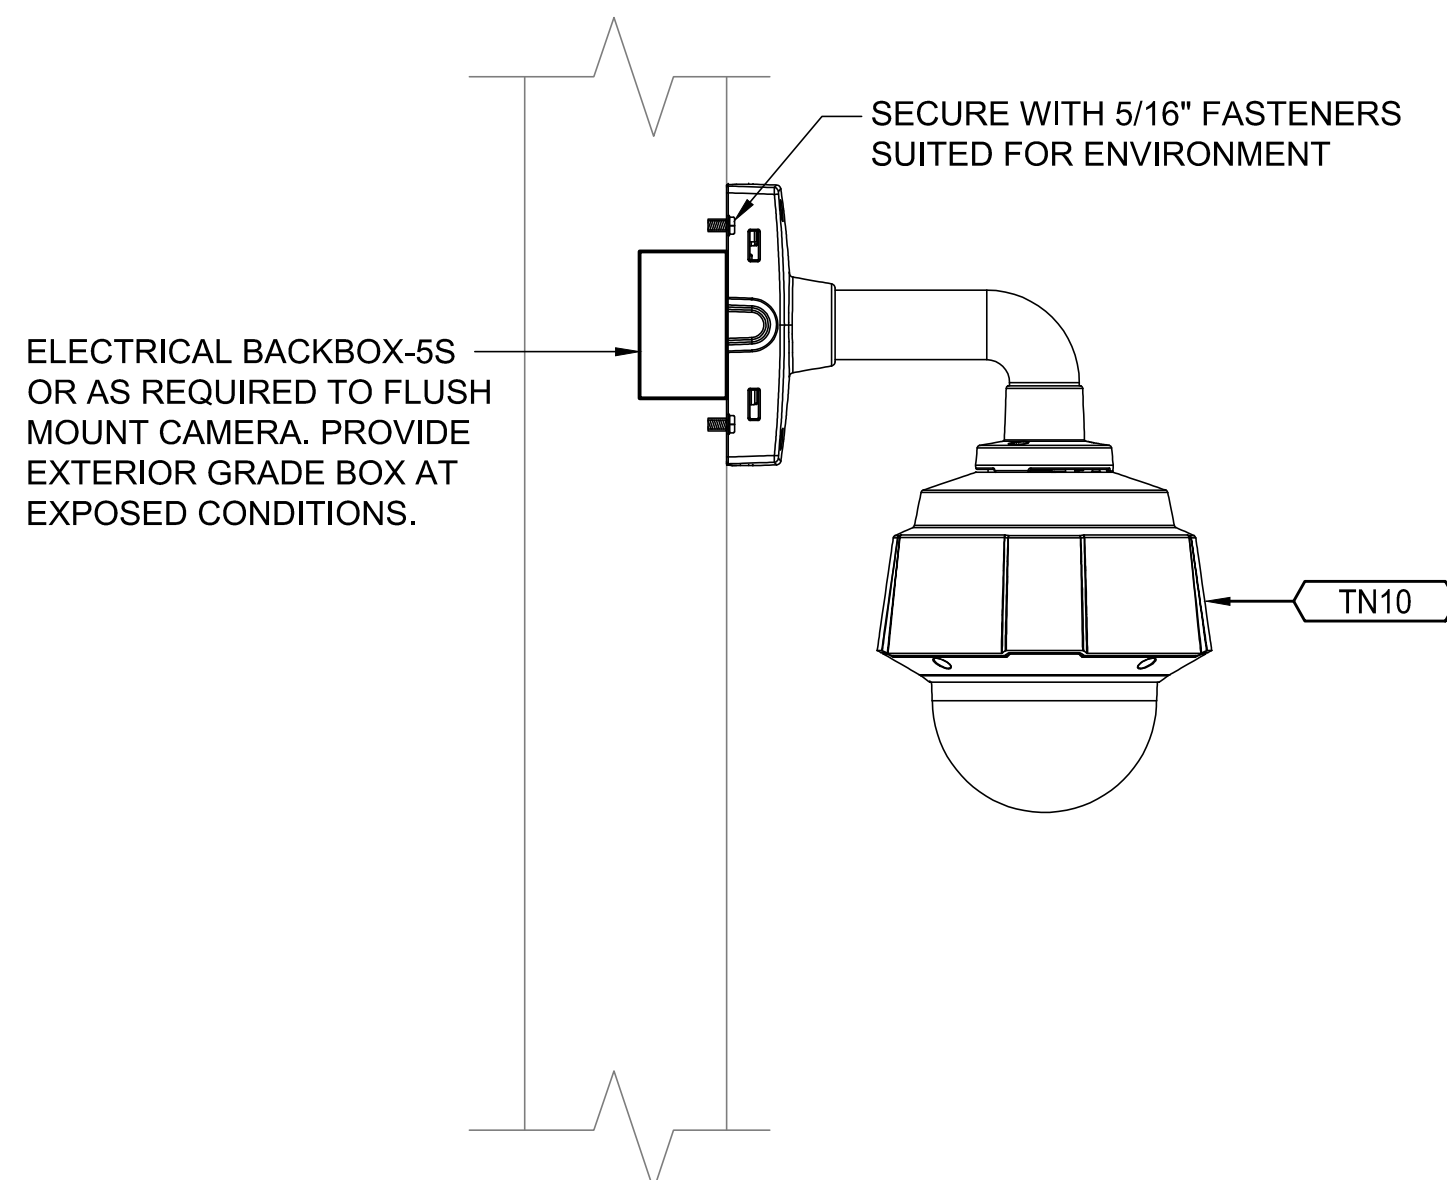 SECURE WITH 5/16" FASTENERS
SUITED FOR ENVIRONMENT
ELECTRICAL BACKBOX-5S
OR AS REQUIRED TO FLUSH
MOUNT CAMERA. PROVIDE
EXTERIOR GRADE BOX AT
EXPOSED CONDITIONS.
TN10